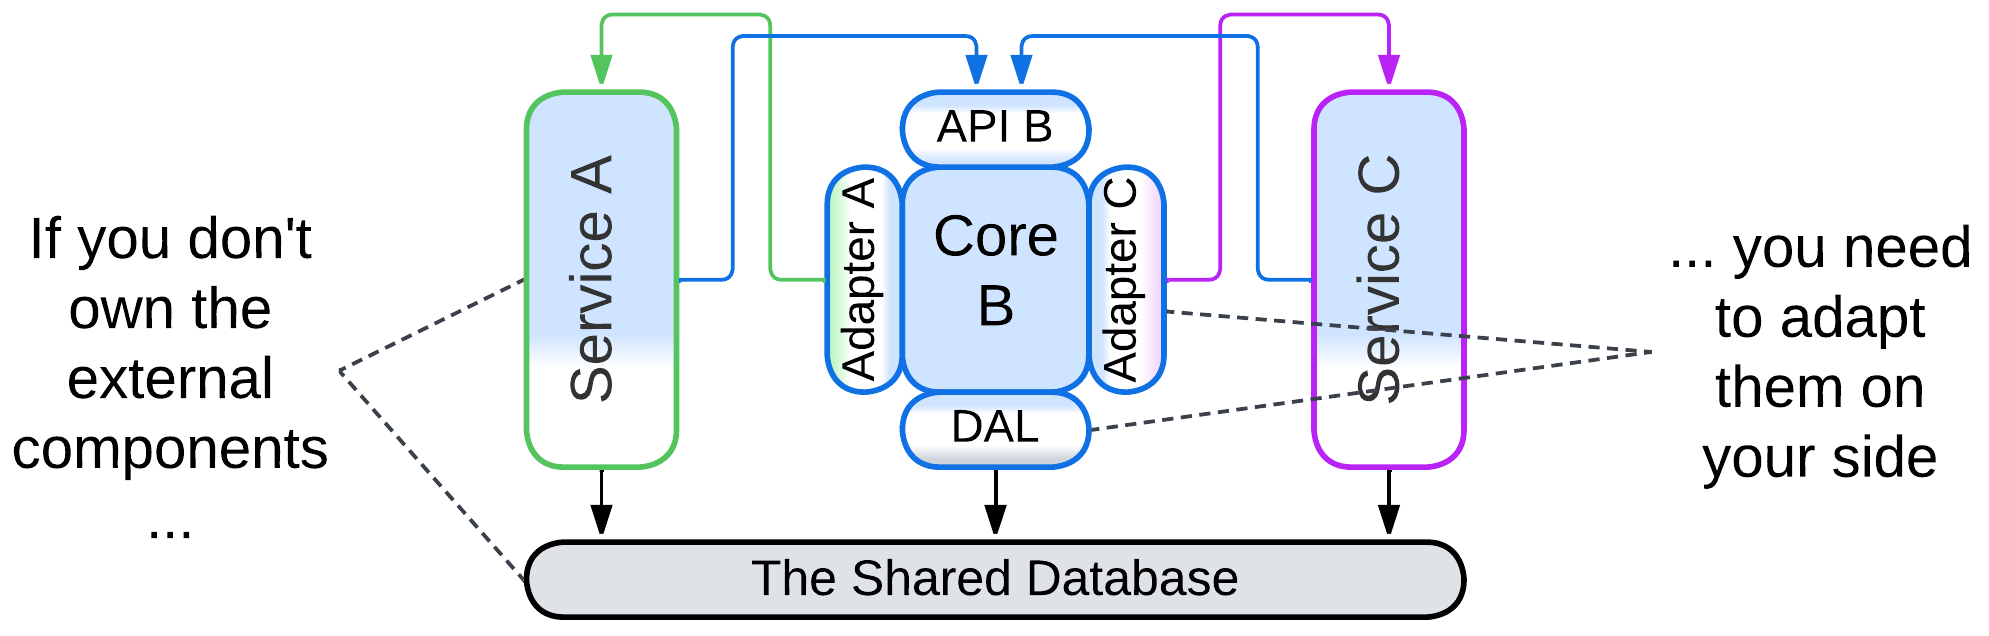 If you don't
own the
external
components
...
Service A
Adapter A
API B
Core
B
DAL
Adapter C
Service C
... you need
to adapt
them on
your side
The Shared Database